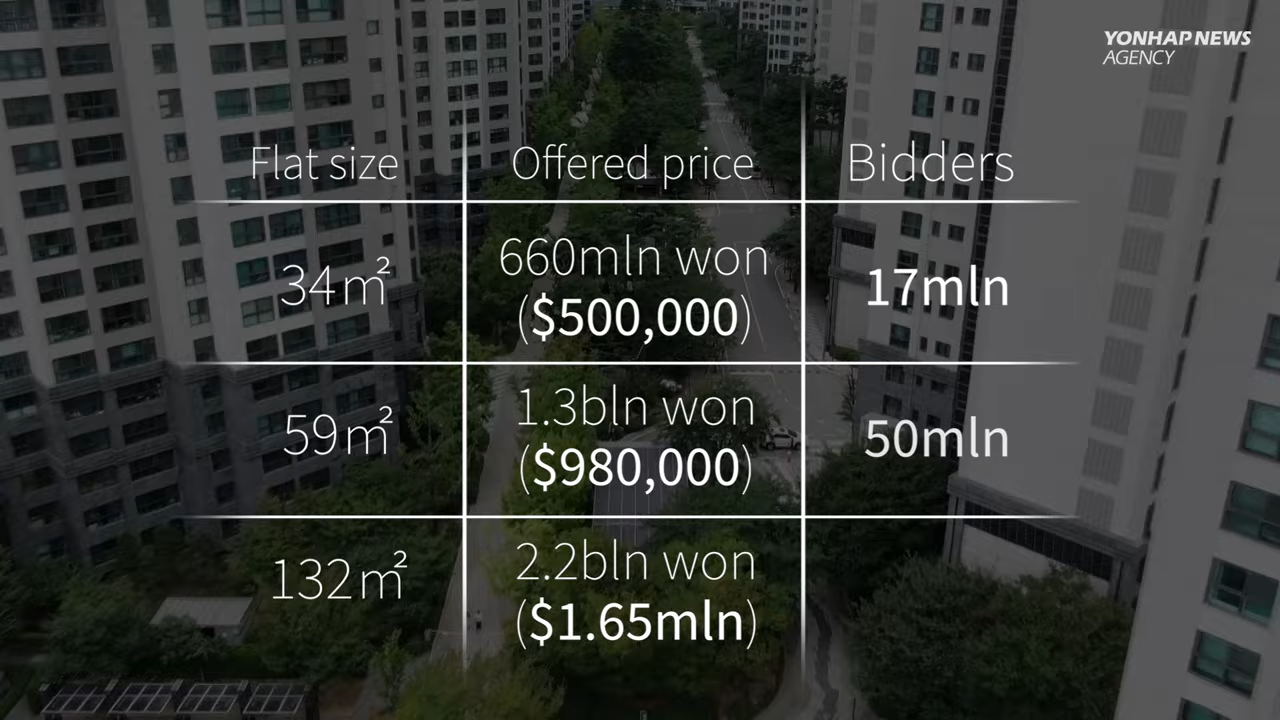 YONHAP NEWS
AGENCY
Flat size
Offered price
Bidders
34㎡
660mln won
($500,000)
17mln
59㎡
1.3bln won
($980,000)
50mln
132㎡
2.2bln won
($1.65mln)